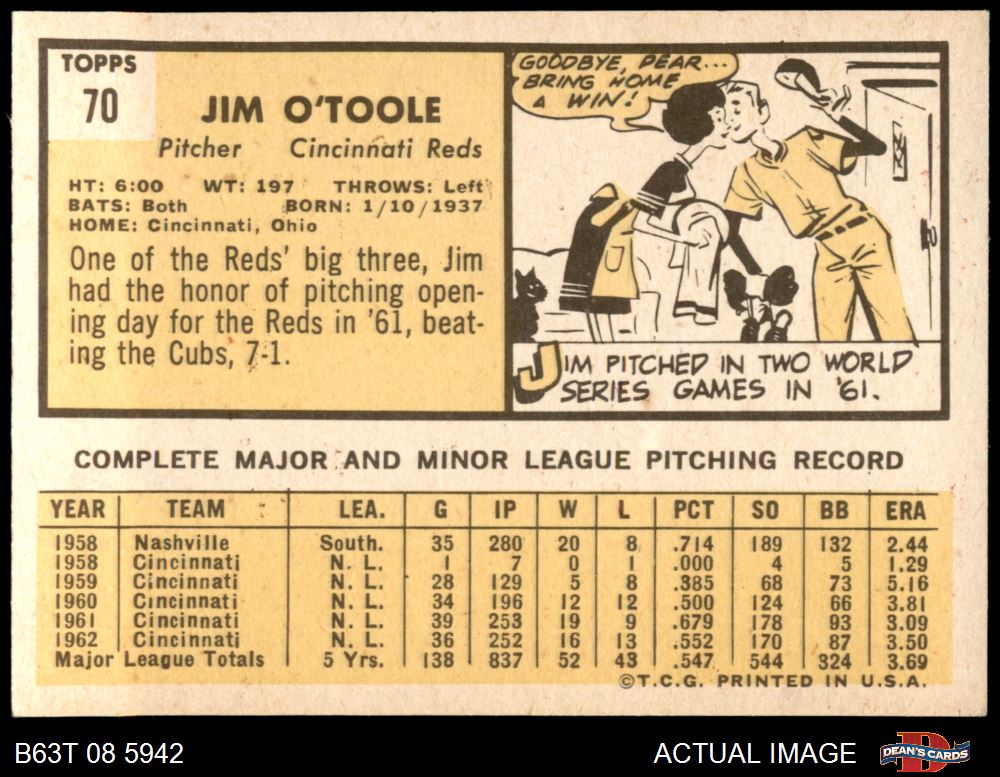 TOPPS
70
JIM O'TOOLE
Pitcher Cincinnati Reds
HT: 6:00 WT: 197 THROWS: Left
BATS: Both BORN: 1/10/1937
HOME: Cincinnati, Ohio
One of the Reds' big three, Jim
had the honor of pitching open-
ing day for the Reds in '61, beat-
ing the Cubs, 7-1.
GOODBYE, DEAR...
BRING HOME
A WIN!
JIM PITCHED IN TWO WORLD
SERIES GAMES IN '61.
COMPLETE MAJOR AND MINOR LEAGUE PITCHING RECORD
YEAR TEAM LEA. G IP W L PCT SO BB ERA
1958 Nashville South. 35 280 20 8 .714 189 132 2.44
1958 Cincinnati N. L. 1 7 0 1 .000 4 5 1.29
1959 Cincinnati N. L. 28 129 5 8 .385 68 73 5.16
1960 Cincinnati N. L. 34 196 12 12 .500 124 66 3.81
1961 Cincinnati N. L. 39 253 19 9 .679 178 93 3.09
1962 Cincinnati N. L. 36 252 16 13 .552 170 87 3.50
Major League Totals 5 Yrs. 138 837 52 43 .547 544 324 3.69
©T.C.G. PRINTED IN U.S.A.
B63T 08 5942 ACTUAL IMAGE DEAN'S CARDS